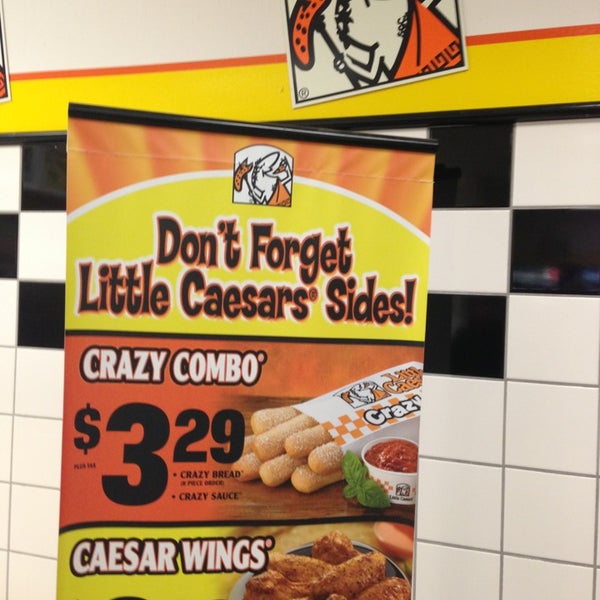 Don't Forget
Little Caesars® Sides!
CRAZY COMBO®
$3 29
PLUS TAX
• CRAZY BREAD®
(8 PIECE ORDER)
• CRAZY SAUCE®
Crazy
CAESAR WINGS®